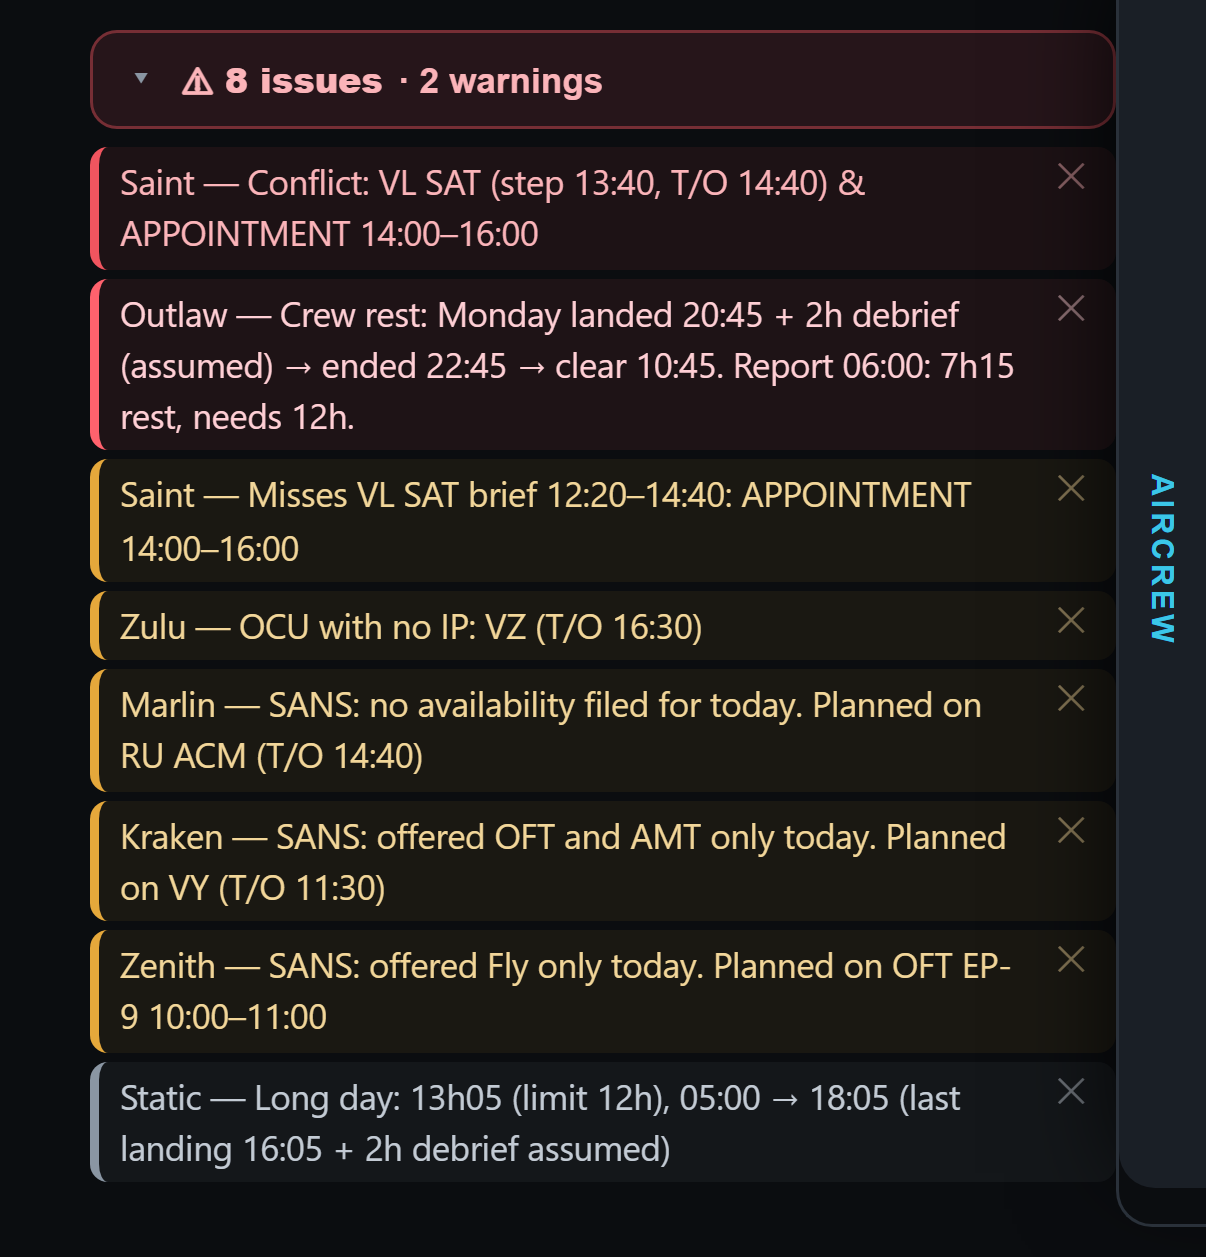 ▼ ⚠ 8 issues · 2 warnings
Saint — Conflict: VL SAT (step 13:40, T/O 14:40) &
APPOINTMENT 14:00–16:00
Outlaw — Crew rest: Monday landed 20:45 + 2h debrief
(assumed) → ended 22:45 → clear 10:45. Report 06:00: 7h15
rest, needs 12h.
Saint — Misses VL SAT brief 12:20–14:40: APPOINTMENT
14:00–16:00
Zulu — OCU with no IP: VZ (T/O 16:30)
Marlin — SANS: no availability filed for today. Planned on
RU ACM (T/O 14:40)
Kraken — SANS: offered OFT and AMT only today. Planned
on VY (T/O 11:30)
Zenith — SANS: offered Fly only today. Planned on OFT EP-
9 10:00–11:00
Static — Long day: 13h05 (limit 12h), 05:00 → 18:05 (last
landing 16:05 + 2h debrief assumed)
AIRCREW